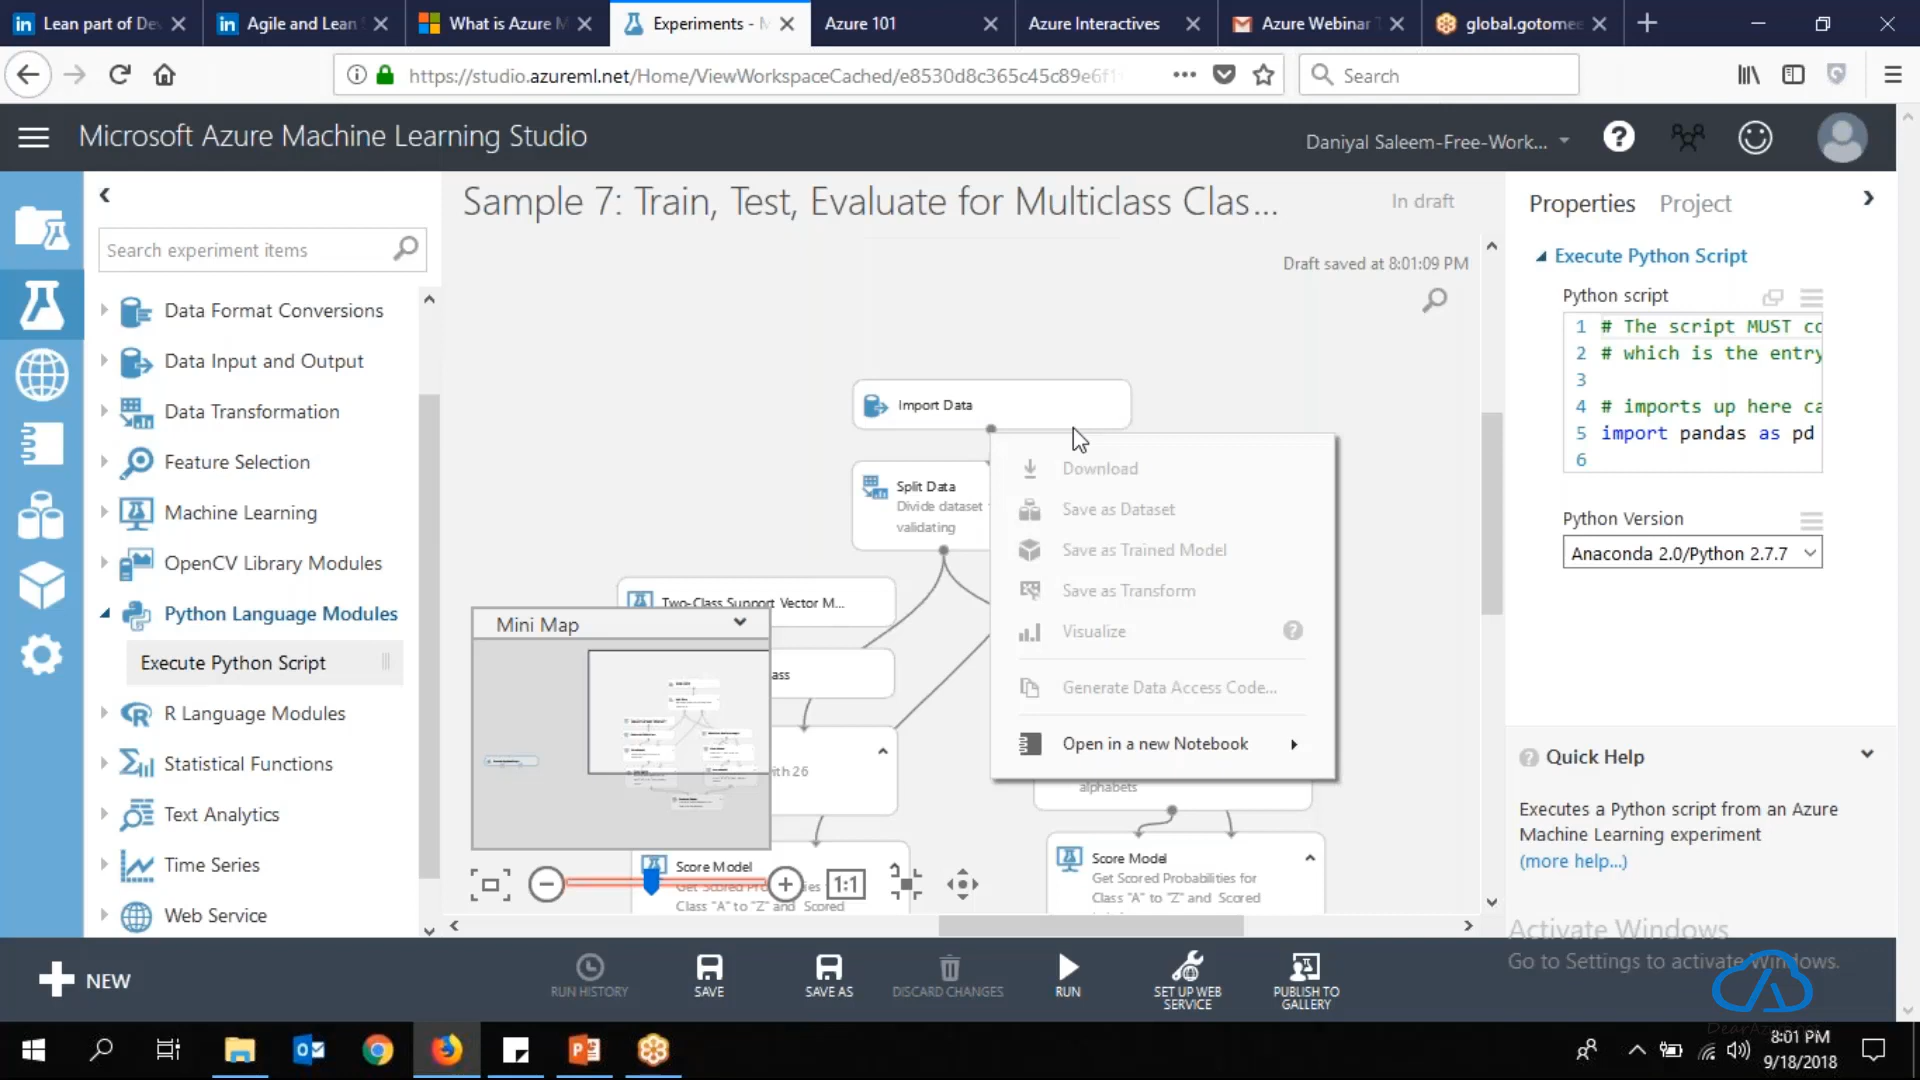 Lean part of De
Agile and Lean
What is Azure M
Experiments - M
Azure 101
Azure Interactives
Azure Webinar
global.gotomee
https://studio.azureml.net/Home/ViewWorkspaceCached/e8530d8c365c45c89e6f1
Search
Microsoft Azure Machine Learning Studio
Daniyal Saleem-Free-Work...
Search experiment items
Data Format Conversions
Data Input and Output
Data Transformation
Feature Selection
Machine Learning
OpenCV Library Modules
Python Language Modules
Execute Python Script
R Language Modules
Statistical Functions
Text Analytics
Time Series
Web Service
Sample 7: Train, Test, Evaluate for Multiclass Clas...
In draft
Draft saved at 8:01:09 PM
Import Data
Split Data
Divide dataset
validating
Two-Class Support Vector M...
Mini Map
ass
with 26
Score Model
Class "A" to "Z" and Scored
1:1
Download
Save as Dataset
Save as Trained Model
Save as Transform
Visualize
Generate Data Access Code...
Open in a new Notebook
alphabets
Score Model
Get Scored Probabilities for
Class "A" to "Z" and Scored
Properties
Project
Execute Python Script
Python script
1 # The script MUST co
2 # which is the entry
3
4 # imports up here ca
5 import pandas as pd
6
Python Version
Anaconda 2.0/Python 2.7.7
Quick Help
Executes a Python script from an Azure
Machine Learning experiment
(more help...)
Activate Windows
Go to Settings to activate Windows.
NEW
RUN HISTORY
SAVE
SAVE AS
DISCARD CHANGES
RUN
SET UP WEB
SERVICE
PUBLISH TO
GALLERY
8:01 PM
9/18/2018